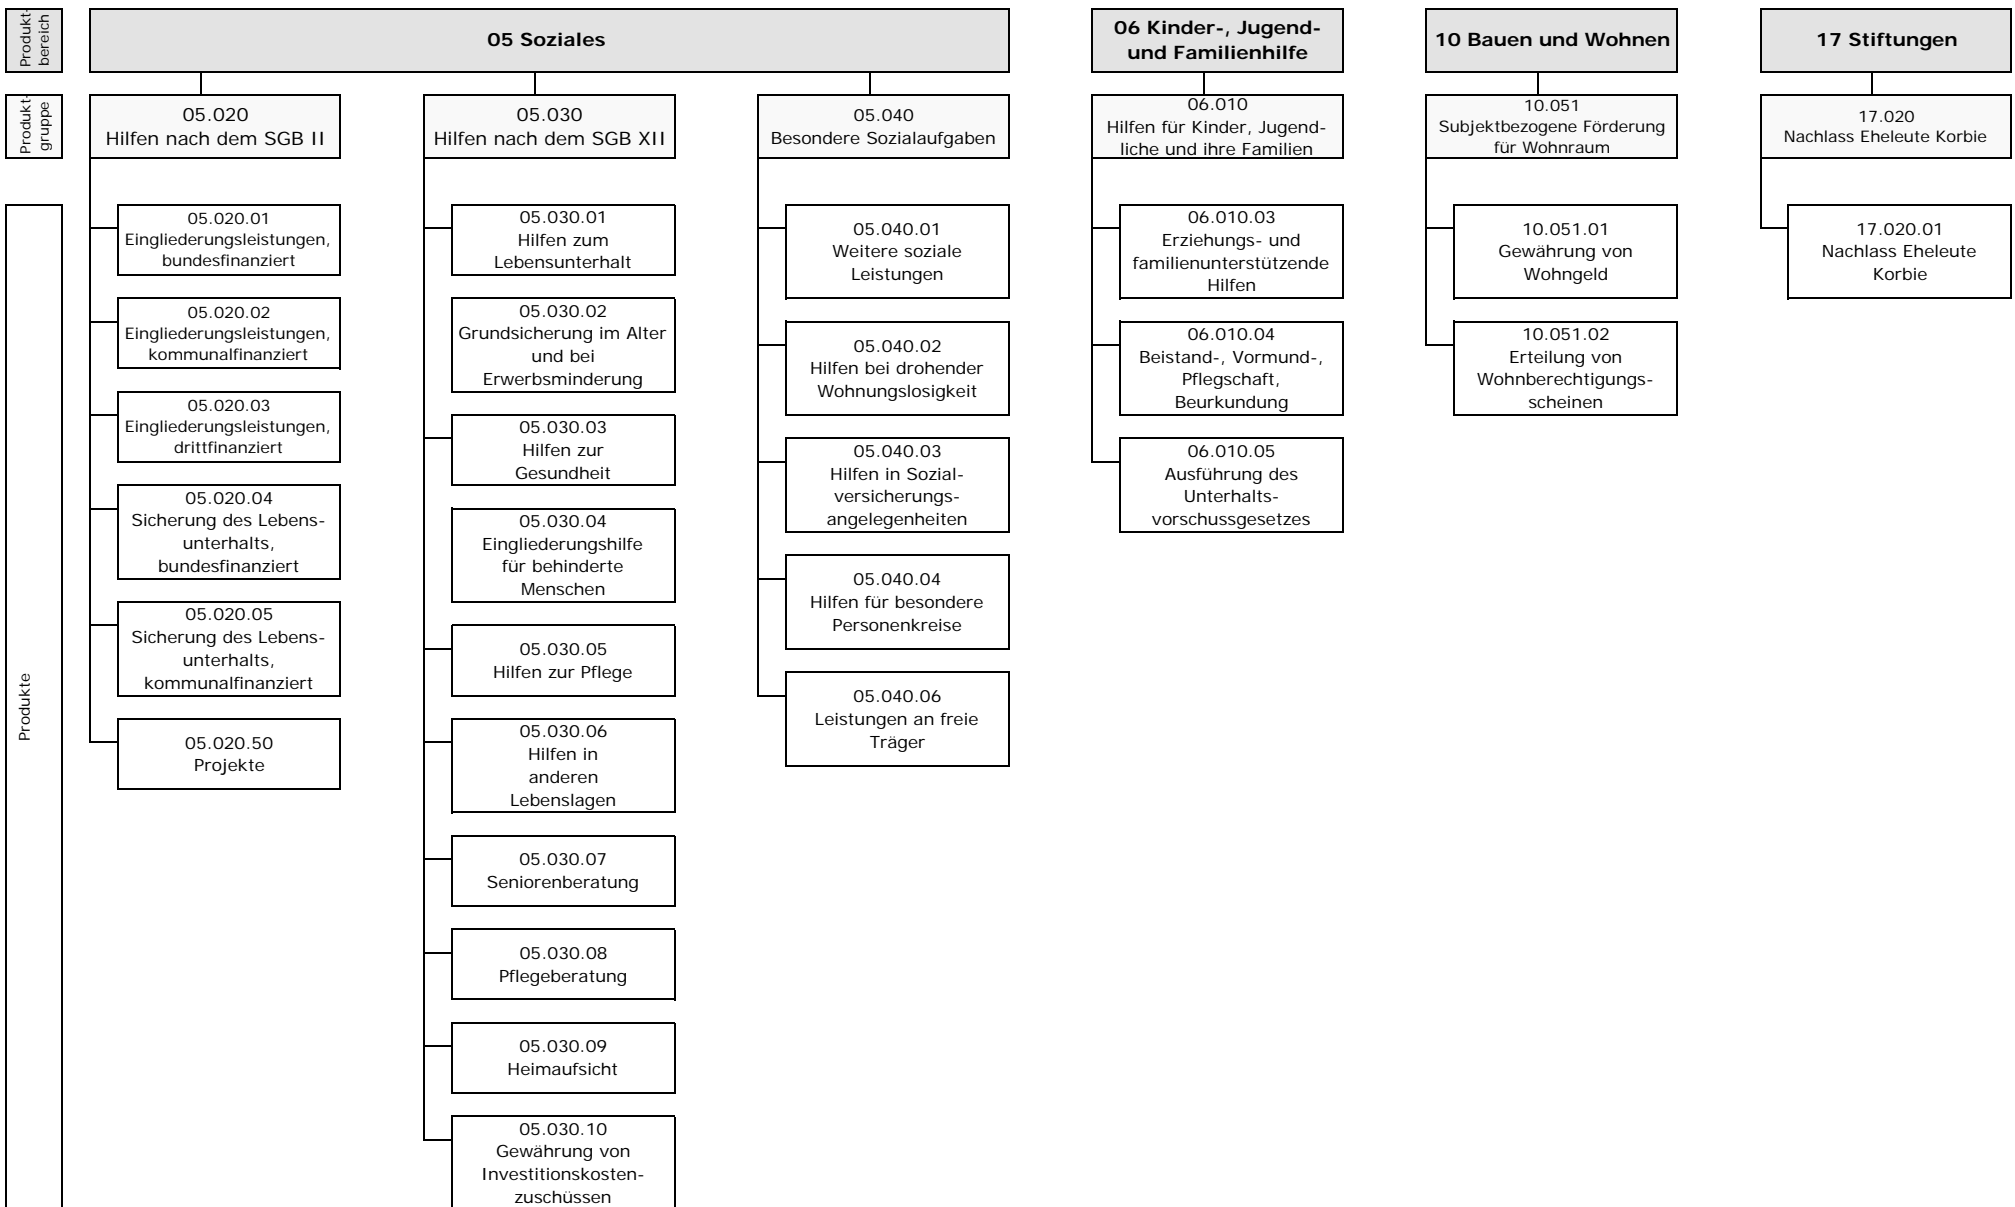 Produkt-
bereich
05 Soziales
06 Kinder-, Jugend-
und Familienhilfe
10 Bauen und Wohnen
17 Stiftungen
Produkt-
gruppe
05.020
Hilfen nach dem SGB II
05.030
Hilfen nach dem SGB XII
05.040
Besondere Sozialaufgaben
06.010
Hilfen für Kinder, Jugend-
liche und ihre Familien
10.051
Subjektbezogene Förderung
für Wohnraum
17.020
Nachlass Eheleute Korbie
Produkte
05.020.01
Eingliederungsleistungen,
bundesfinanziert
05.020.02
Eingliederungsleistungen,
kommunalfinanziert
05.020.03
Eingliederungsleistungen,
drittfinanziert
05.020.04
Sicherung des Lebens-
unterhalts,
bundesfinanziert
05.020.05
Sicherung des Lebens-
unterhalts,
kommunalfinanziert
05.020.50
Projekte
05.030.01
Hilfen zum
Lebensunterhalt
05.030.02
Grundsicherung im Alter
und bei
Erwerbsminderung
05.030.03
Hilfen zur
Gesundheit
05.030.04
Eingliederungshilfe
für behinderte
Menschen
05.030.05
Hilfen zur Pflege
05.030.06
Hilfen in
anderen
Lebenslagen
05.030.07
Seniorenberatung
05.030.08
Pflegeberatung
05.030.09
Heimaufsicht
05.030.10
Gewährung von
Investitionskosten-
zuschüssen
05.040.01
Weitere soziale
Leistungen
05.040.02
Hilfen bei drohender
Wohnungslosigkeit
05.040.03
Hilfen in Sozial-
versicherungs-
angelegenheiten
05.040.04
Hilfen für besondere
Personenkreise
05.040.06
Leistungen an freie
Träger
06.010.03
Erziehungs- und
familienunterstützende
Hilfen
06.010.04
Beistand-, Vormund-,
Pflegschaft,
Beurkundung
06.010.05
Ausführung des
Unterhalts-
vorschussgesetzes
10.051.01
Gewährung von
Wohngeld
10.051.02
Erteilung von
Wohnberechtigungs-
scheinen
17.020.01
Nachlass Eheleute
Korbie